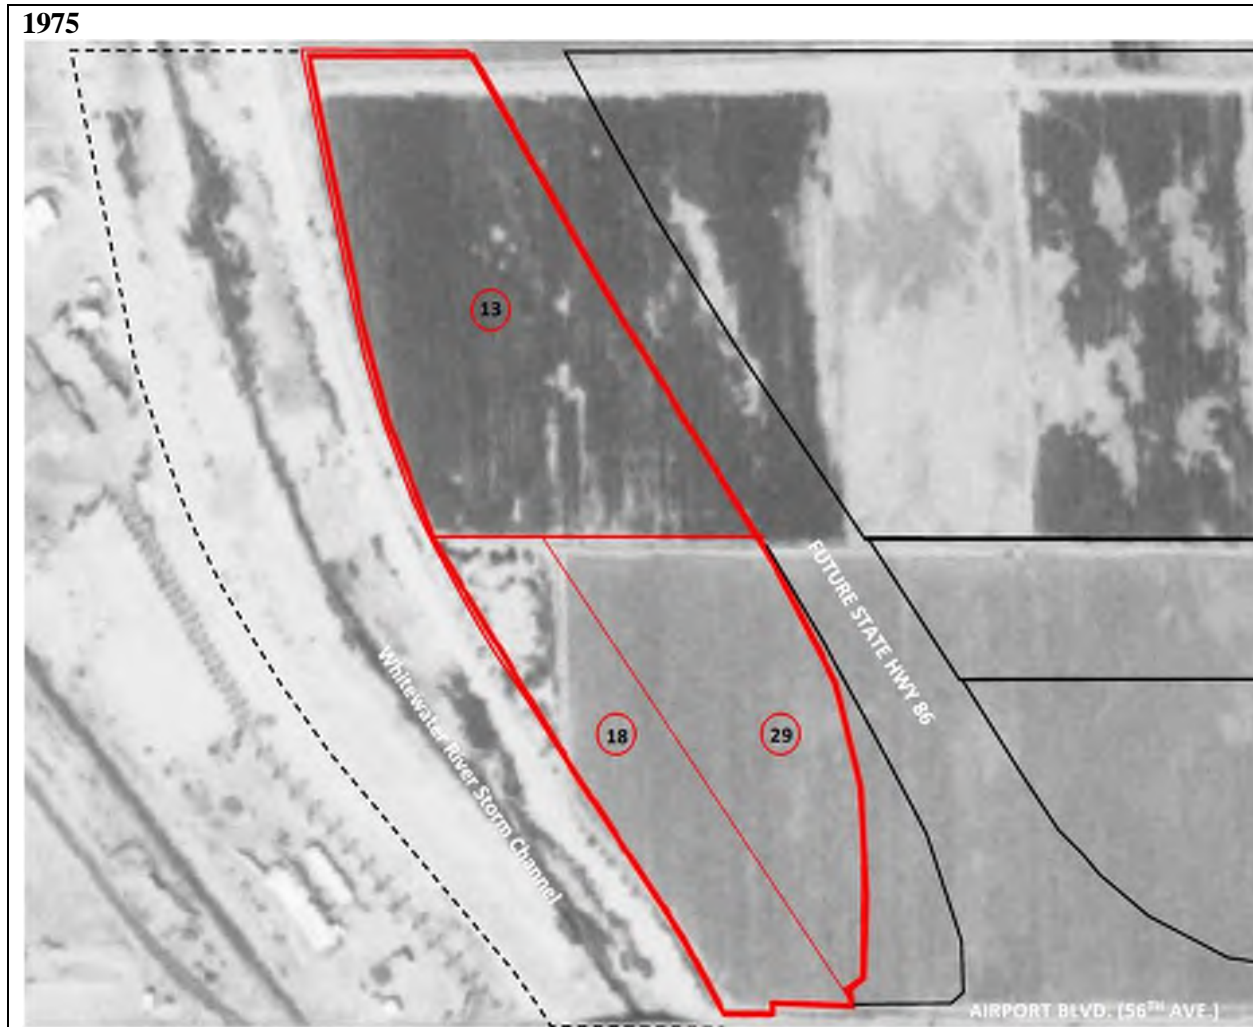 1975
13
FUTURE STATE HWY 86
Whitewater River Storm Channel
18
29
AIRPORT BLVD. (56TH AVE.)